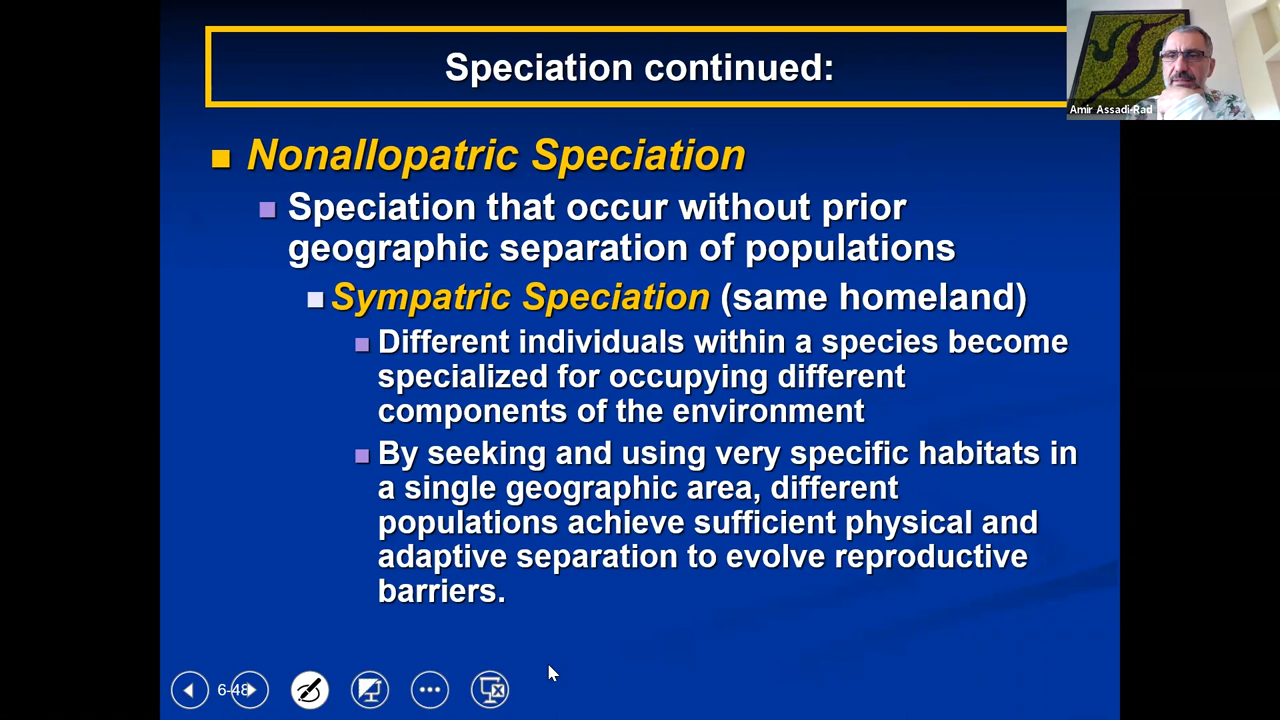 Speciation continued:
Amir Assadi-Rad
Nonallopatric Speciation
Speciation that occur without prior
geographic separation of populations
Sympatric Speciation (same homeland)
Different individuals within a species become
specialized for occupying different
components of the environment
By seeking and using very specific habitats in
a single geographic area, different
populations achieve sufficient physical and
adaptive separation to evolve reproductive
barriers.
6-48